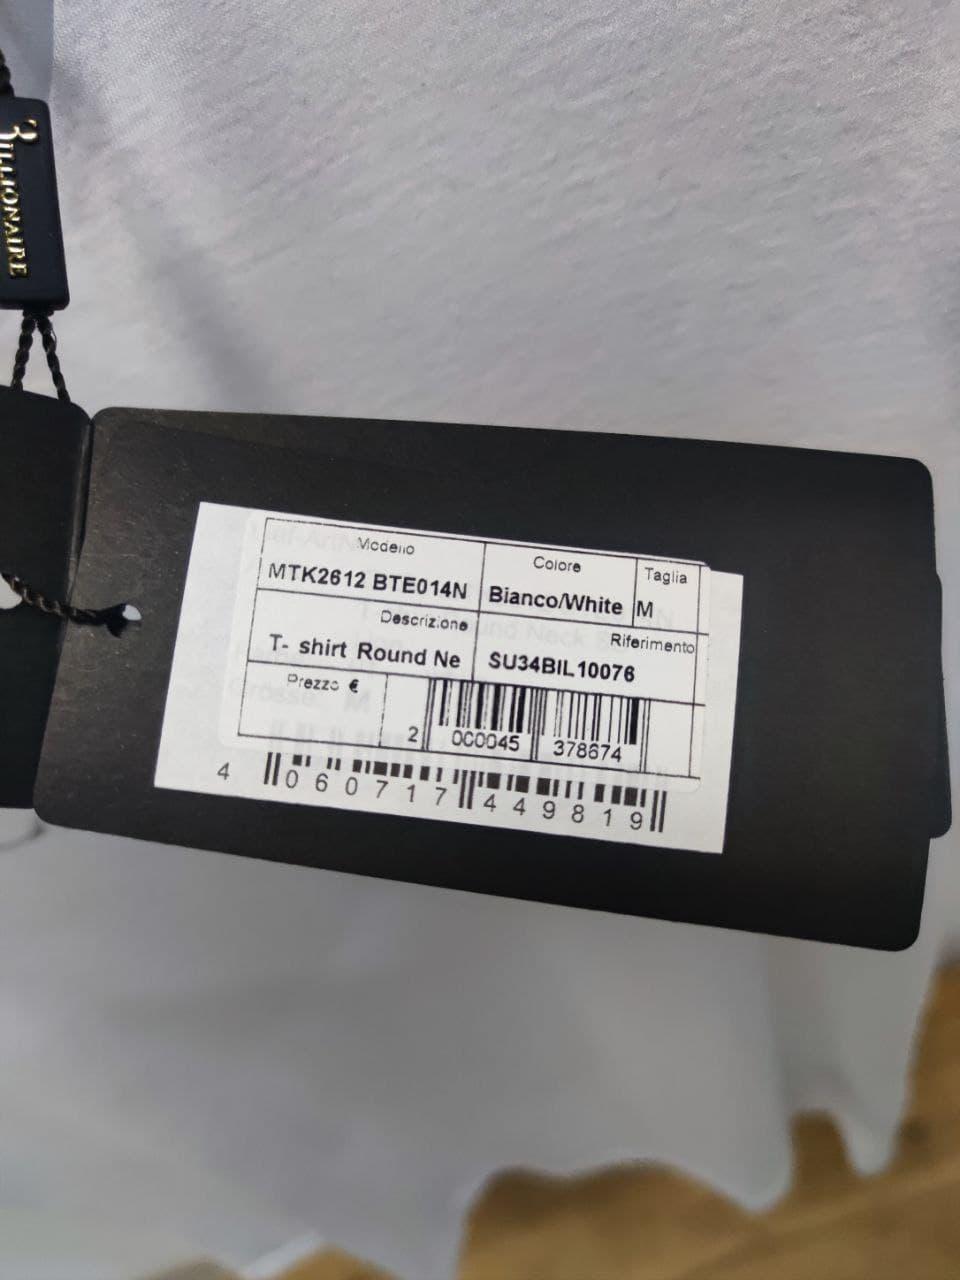 BILLIONAIRE
Modello
Colore
Taglia
MTK2612 BTE014N
Bianco/White
M
Descrizione
Riferimento
T- shirt Round Ne
SU34BIL10076
Prezzo €
2 000045 378674
4 060717 449819